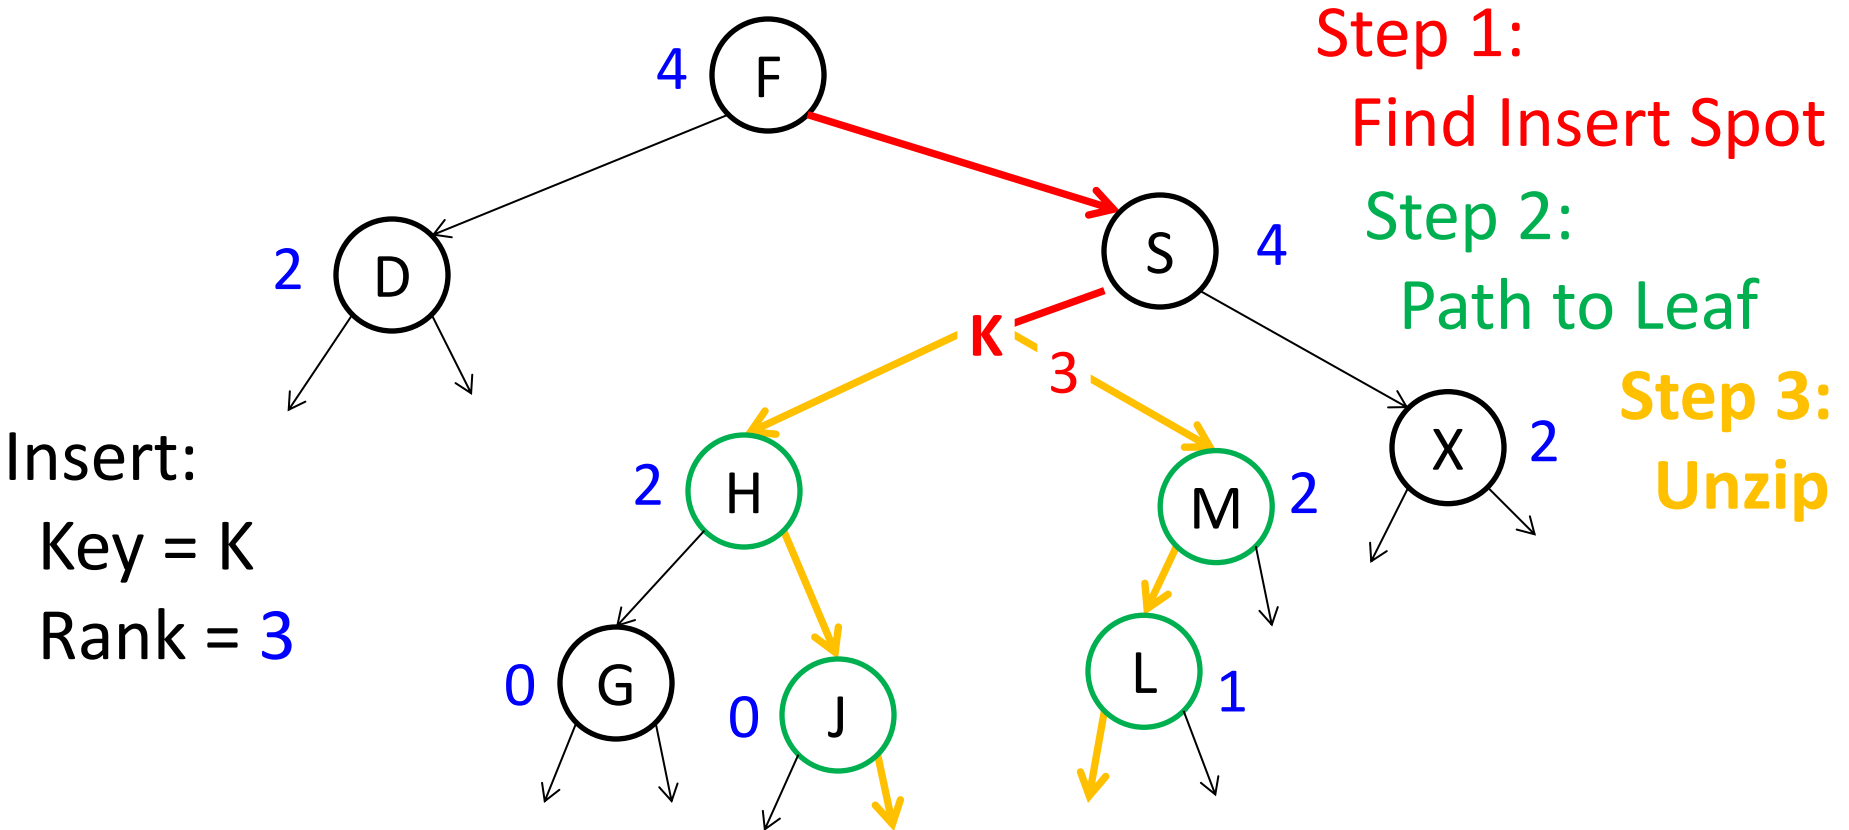 Step 1:
Find Insert Spot
Step 2:
Path to Leaf
Step 3:
Unzip
4 F
2 D
S 4
K
3
2 H
M 2
X 2
0 G
0 J
L 1
Insert:
Key = K
Rank = 3